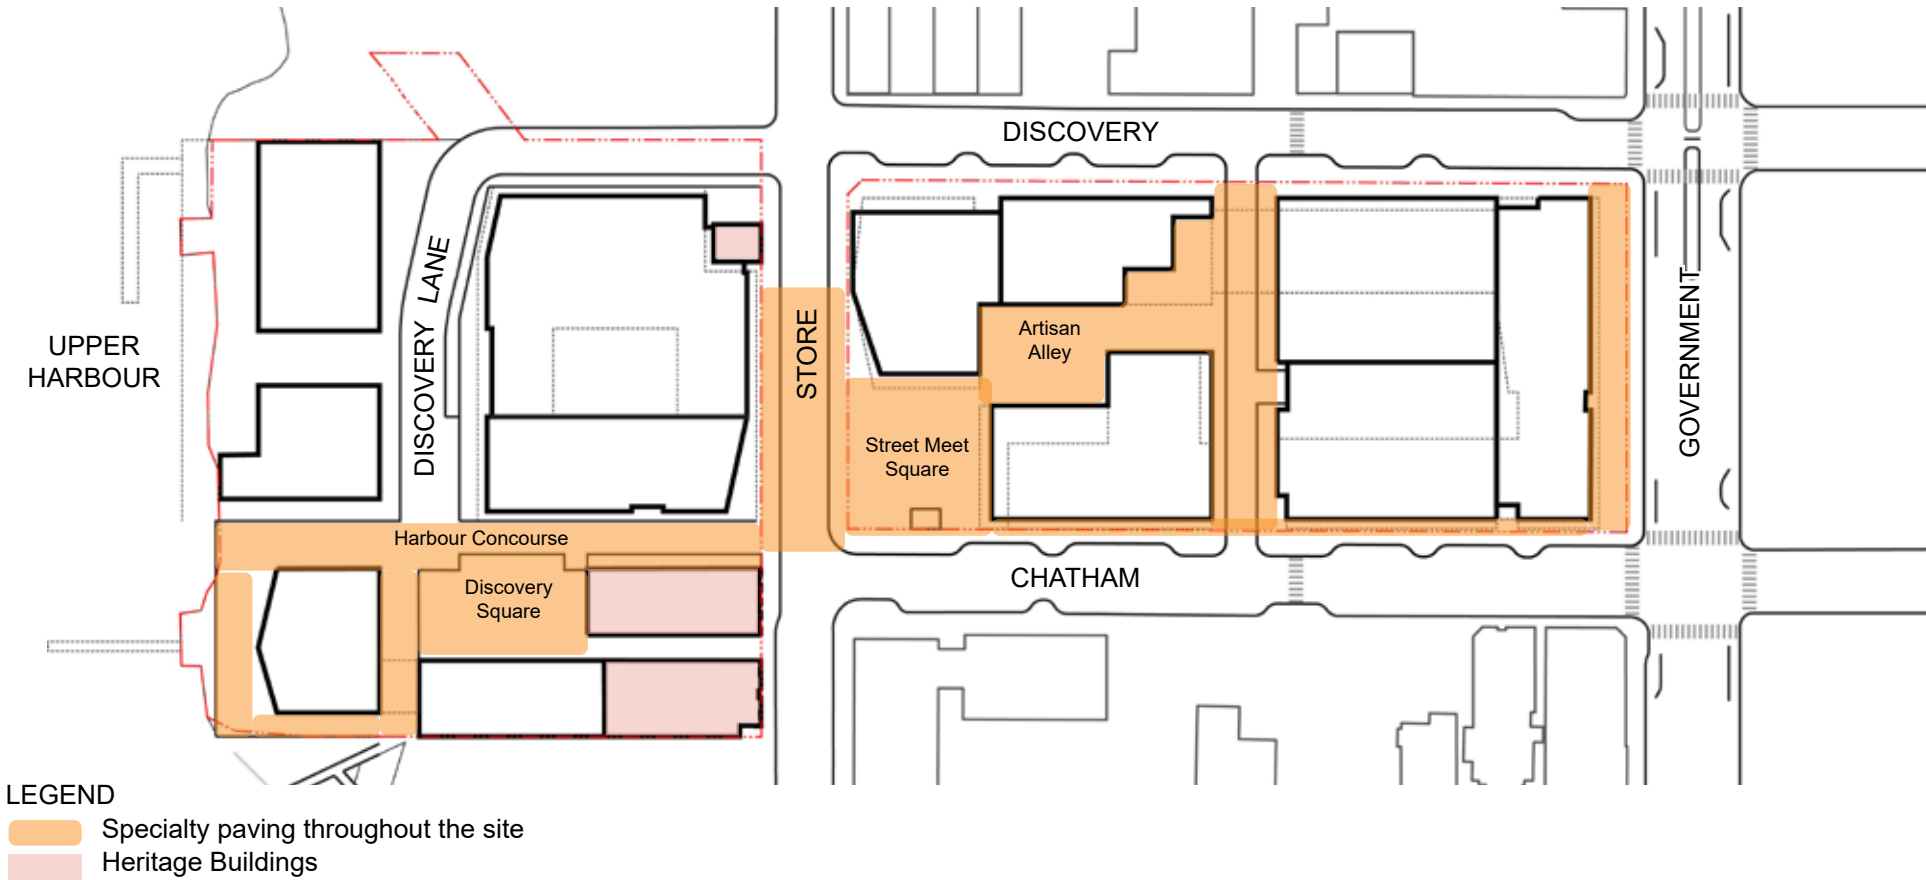 DISCOVERY
UPPER
HARBOUR
DISCOVERY LANE
STORE
Artisan
Alley
GOVERNMENT
Street Meet
Square
Harbour Concourse
Discovery
Square
CHATHAM
LEGEND
Specialty paving throughout the site
Heritage Buildings